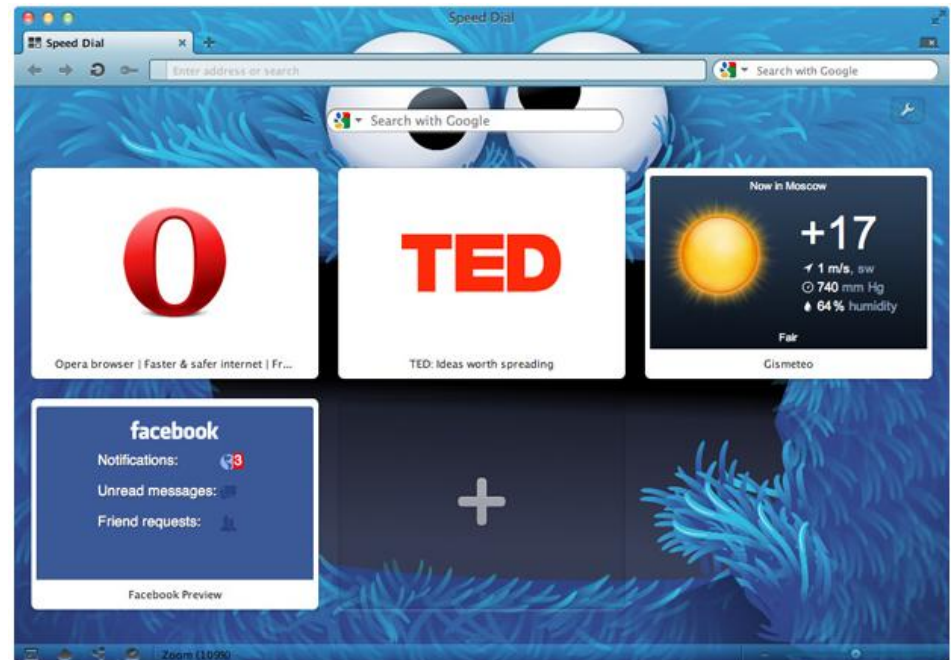 Speed Dial
Speed Dial
Enter address or search
Search with Google
Search with Google
O
Opera browser | Faster & safer internet | Fr...
TED
TED: Ideas worth spreading
Now in Moscow
+17
1 m/s, sw
740 mm Hg
64% humidity
Fair
Gismeteo
facebook
Notifications: 3
Unread messages:
Friend requests:
Facebook Preview
Zoom (109%)